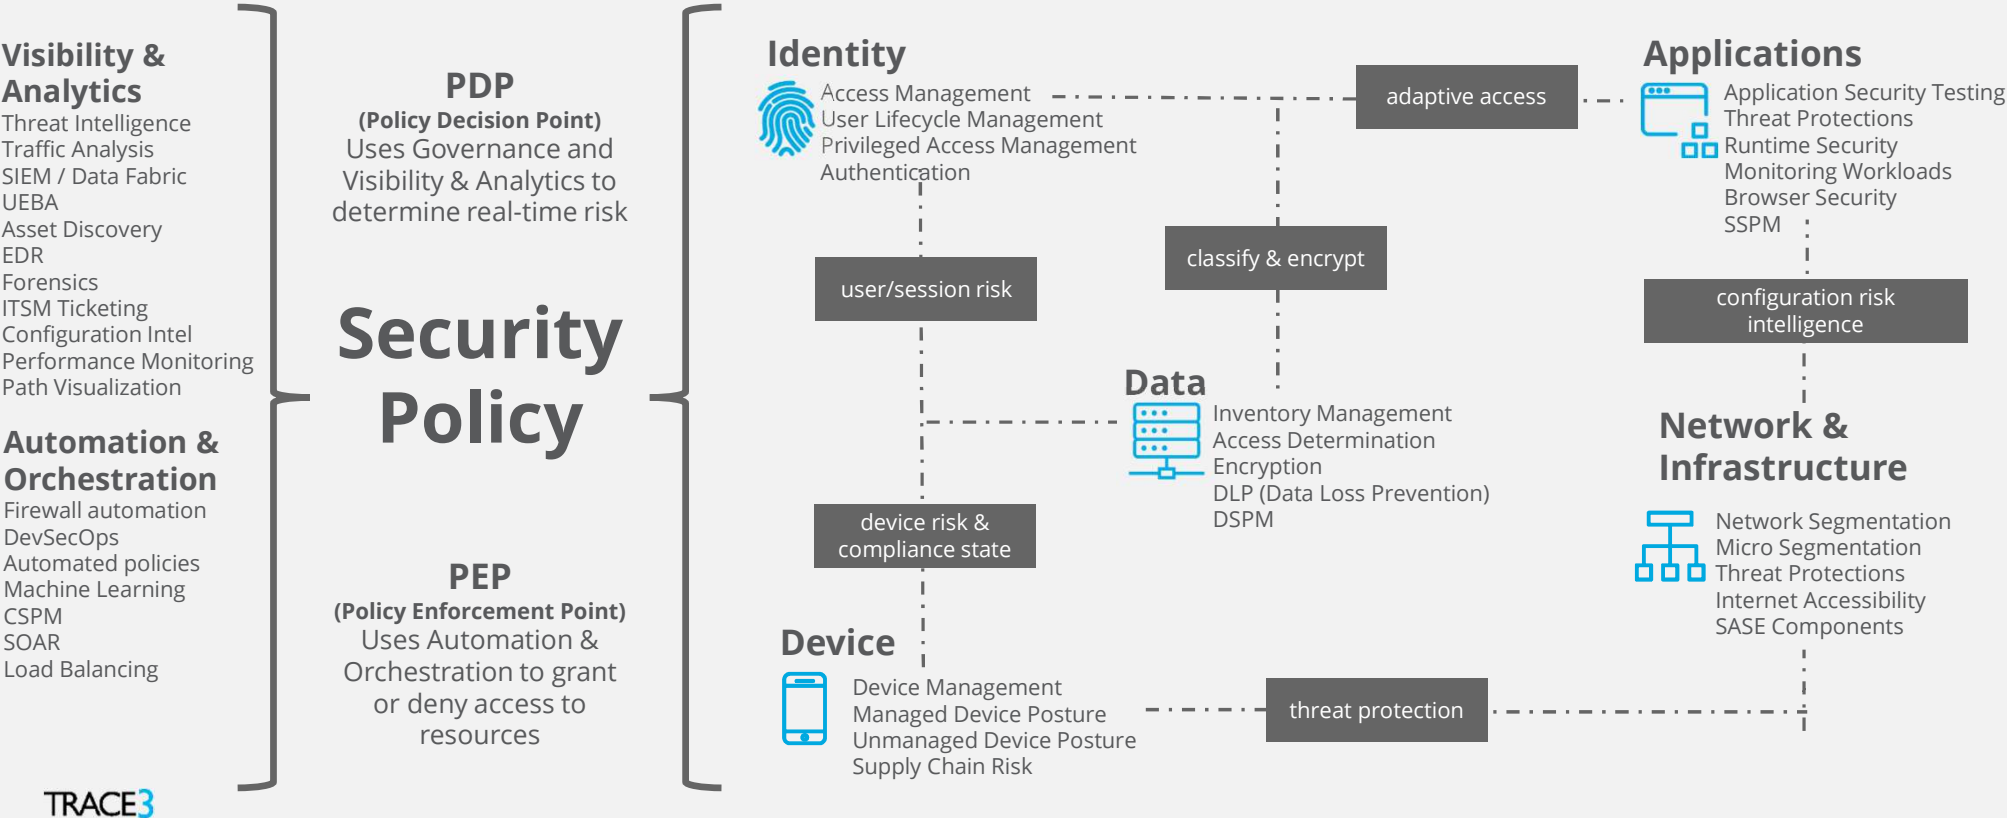 Visibility &
Analytics
Threat Intelligence
Traffic Analysis
SIEM / Data Fabric
UEBA
Asset Discovery
EDR
Forensics
ITSM Ticketing
Configuration Intel
Performance Monitoring
Path Visualization
Automation &
Orchestration
Firewall automation
DevSecOps
Automated policies
Machine Learning
CSPM
SOAR
Load Balancing
TRACE3
PDP
(Policy Decision Point)
Uses Governance and
Visibility & Analytics to
determine real-time risk
Security
Policy
PEP
(Policy Enforcement Point)
Uses Automation &
Orchestration to grant
or deny access to
resources
Identity
Access Management
User Lifecycle Management
Privileged Access Management
Authentication
adaptive access
Applications
Application Security Testing
Threat Protections
Runtime Security
Monitoring Workloads
Browser Security
SSPM
user/session risk
classify & encrypt
configuration risk
intelligence
Data
Inventory Management
Access Determination
Encryption
DLP (Data Loss Prevention)
DSPM
Network &
Infrastructure
Network Segmentation
Micro Segmentation
Threat Protections
Internet Accessibility
SASE Components
device risk &
compliance state
Device
Device Management
Managed Device Posture
Unmanaged Device Posture
Supply Chain Risk
threat protection